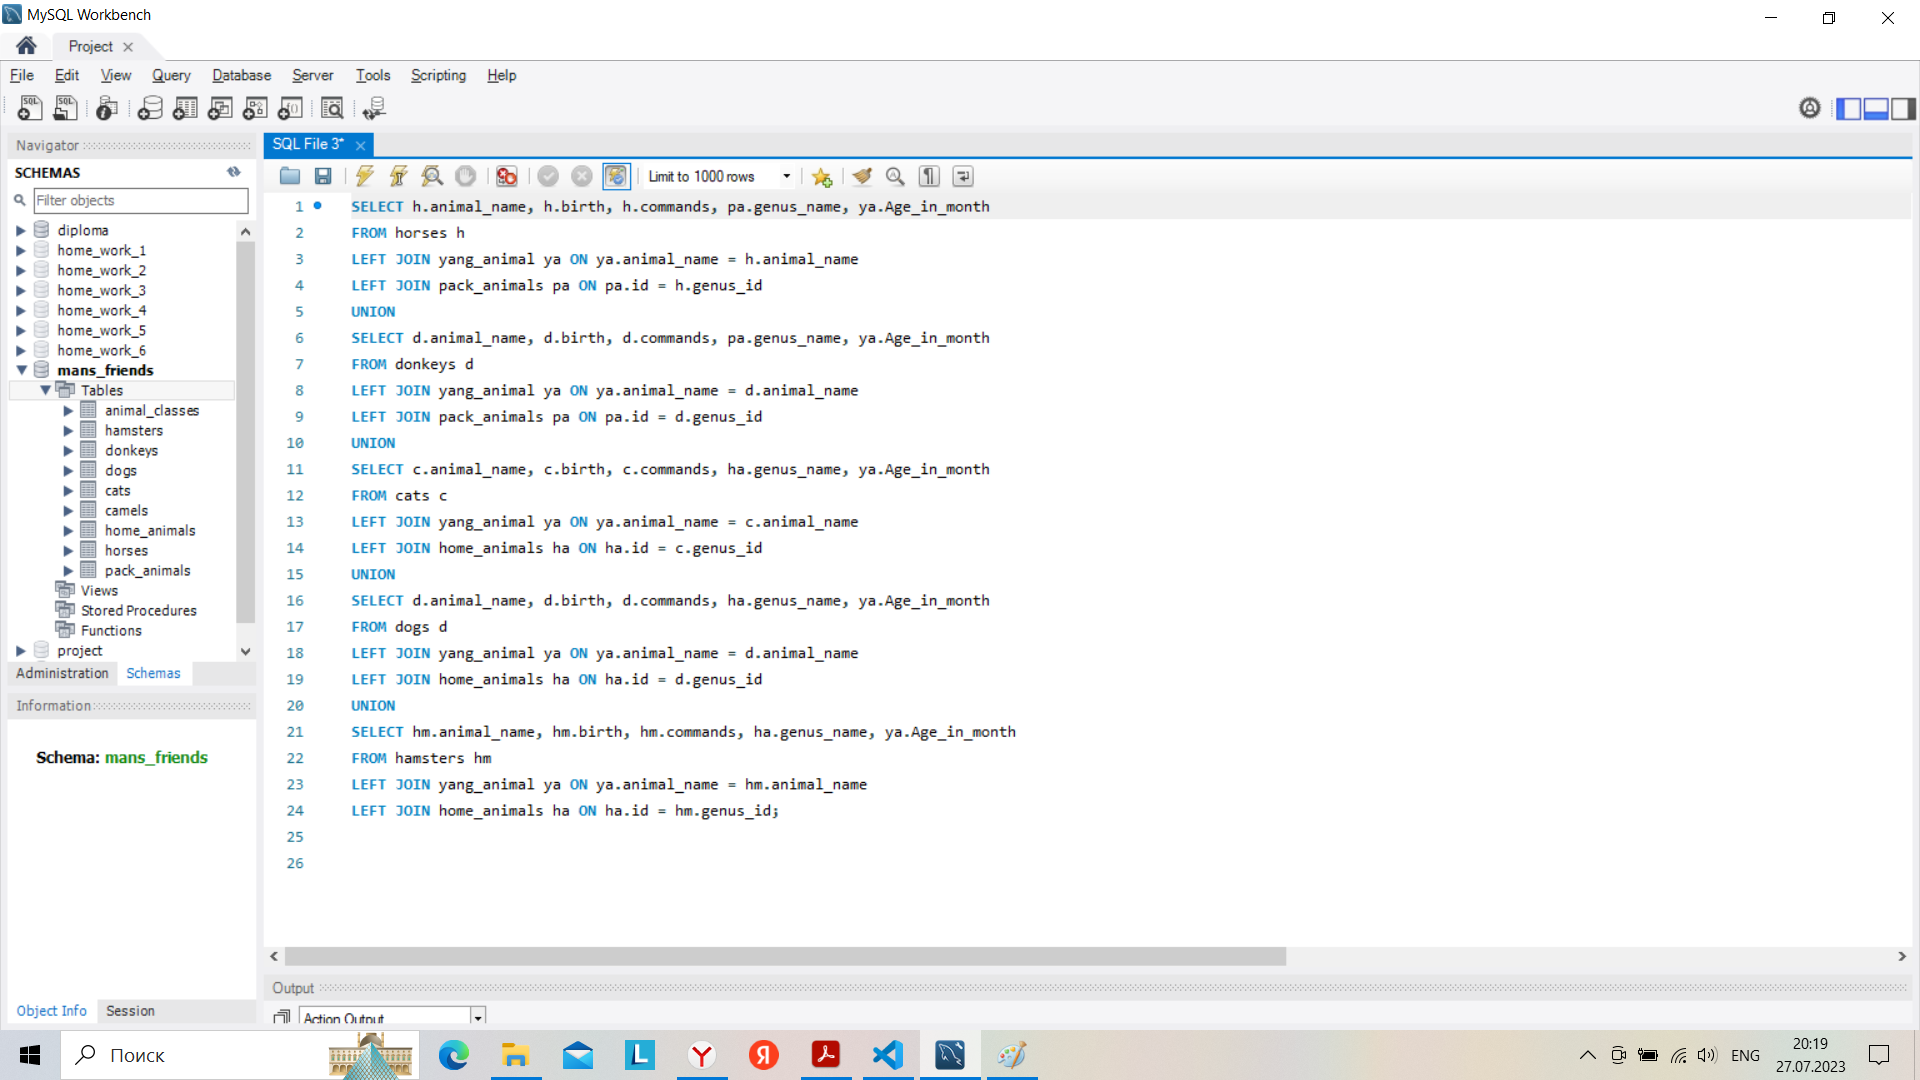 MySQL Workbench
Project
File Edit View Query Database Server Tools Scripting Help
Navigator
SCHEMAS
Filter objects
diploma
home_work_1
home_work_2
home_work_3
home_work_4
home_work_5
home_work_6
mans_friends
Tables
animal_classes
hamsters
donkeys
dogs
cats
camels
home_animals
horses
pack_animals
Views
Stored Procedures
Functions
project
Administration Schemas
Information
Schema: mans_friends
Object Info Session
SQL File 3*
Limit to 1000 rows
1 SELECT h.animal_name, h.birth, h.commands, pa.genus_name, ya.Age_in_month
2 FROM horses h
3 LEFT JOIN yang_animal ya ON ya.animal_name = h.animal_name
4 LEFT JOIN pack_animals pa ON pa.id = h.genus_id
5 UNION
6 SELECT d.animal_name, d.birth, d.commands, pa.genus_name, ya.Age_in_month
7 FROM donkeys d
8 LEFT JOIN yang_animal ya ON ya.animal_name = d.animal_name
9 LEFT JOIN pack_animals pa ON pa.id = d.genus_id
10 UNION
11 SELECT c.animal_name, c.birth, c.commands, ha.genus_name, ya.Age_in_month
12 FROM cats c
13 LEFT JOIN yang_animal ya ON ya.animal_name = c.animal_name
14 LEFT JOIN home_animals ha ON ha.id = c.genus_id
15 UNION
16 SELECT d.animal_name, d.birth, d.commands, ha.genus_name, ya.Age_in_month
17 FROM dogs d
18 LEFT JOIN yang_animal ya ON ya.animal_name = d.animal_name
19 LEFT JOIN home_animals ha ON ha.id = d.genus_id
20 UNION
21 SELECT hm.animal_name, hm.birth, hm.commands, ha.genus_name, ya.Age_in_month
22 FROM hamsters hm
23 LEFT JOIN yang_animal ya ON ya.animal_name = hm.animal_name
24 LEFT JOIN home_animals ha ON ha.id = hm.genus_id;
25
26
Output
Action Output
Поиск
ENG
20:19
27.07.2023